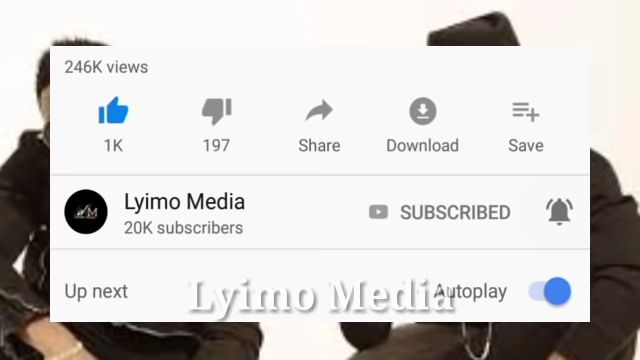 246K views
1K 197 Share Download Save
Lyimo Media
SUBSCRIBED
20K subscribers
Up next Autoplay
Lyimo Media